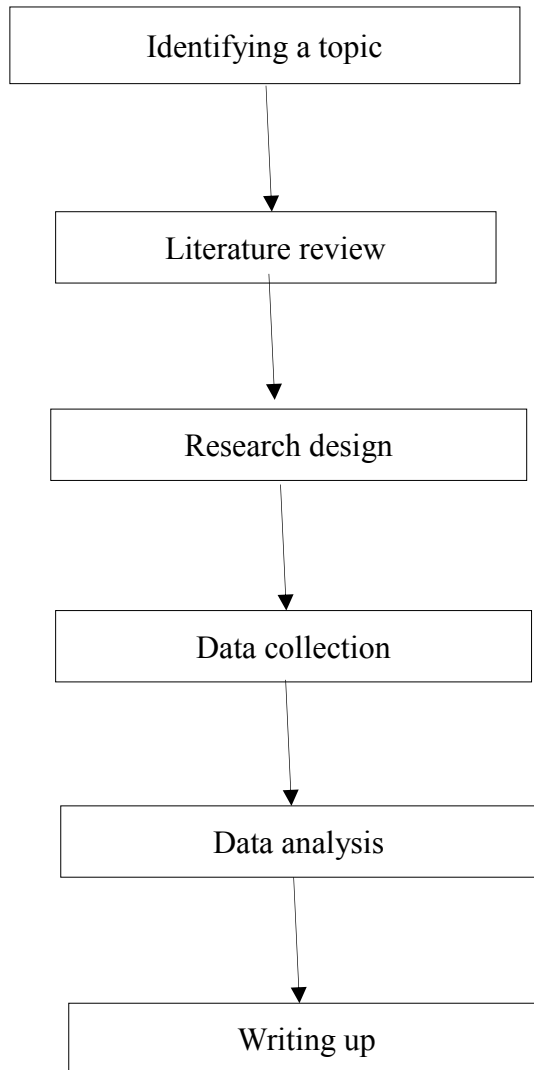 Identifying a topic
Literature review
Research design
Data collection
Data analysis
Writing up